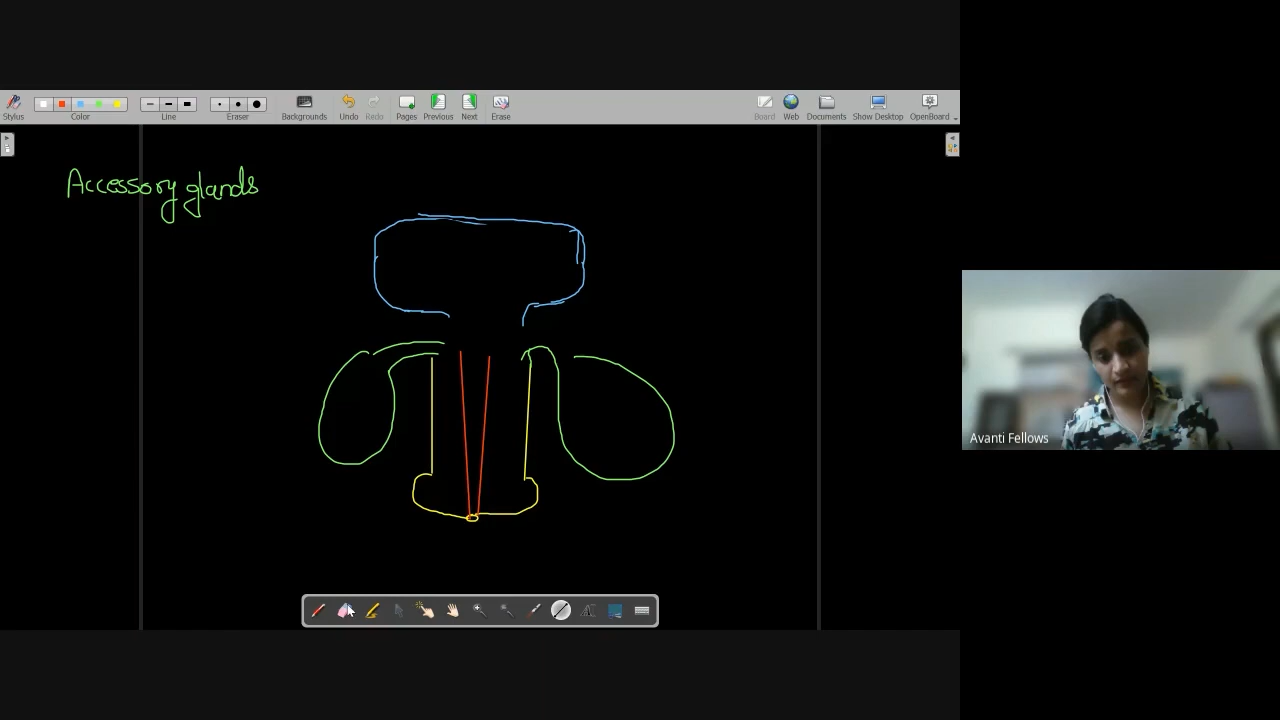 Stylus
Color
Line
Eraser
Backgrounds
Undo
Redo
Pages
Previous
Next
Erase
Board
Web
Documents
Show Desktop
OpenBoard
Accessory glands
Avanti Fellows